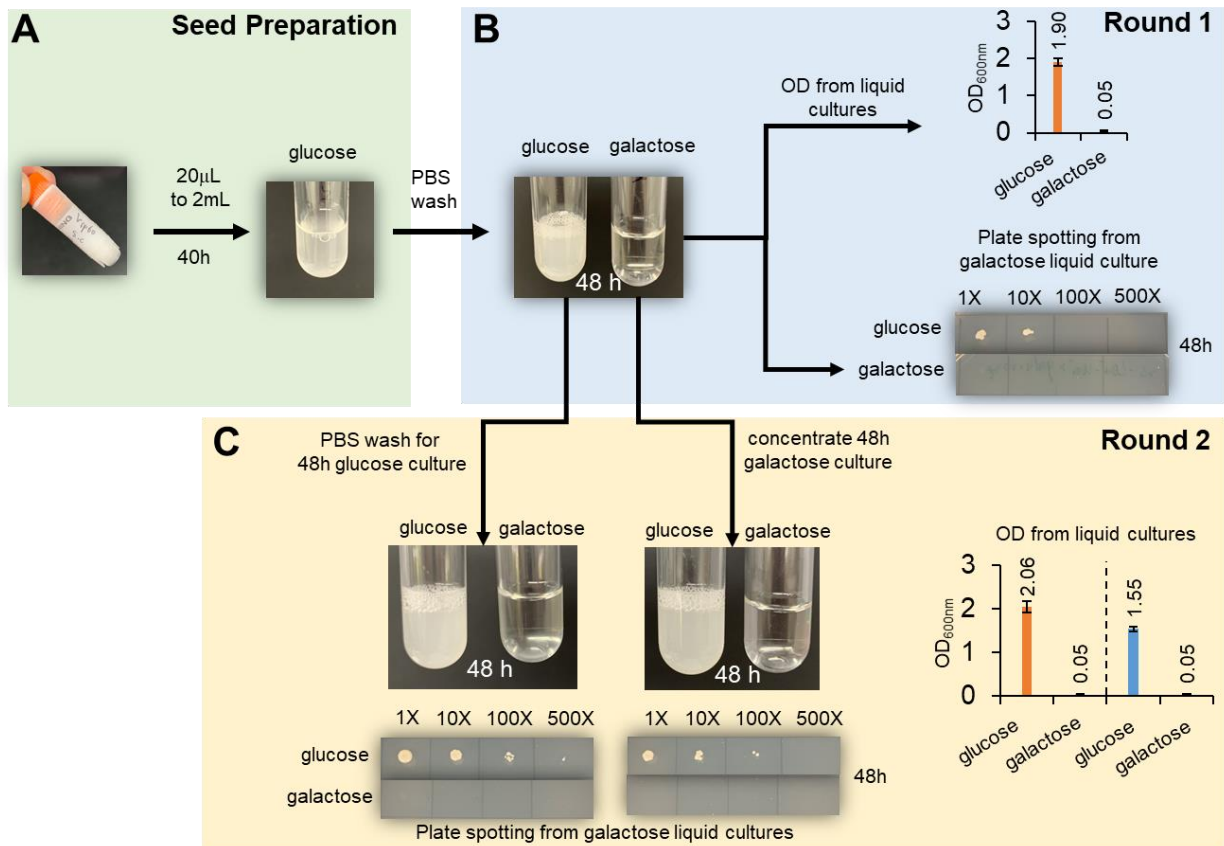 A
Seed Preparation
20μL
to 2mL
40h
glucose
PBS
wash
B
Round 1
glucose galactose
48 h
OD from liquid
cultures
OD600nm
3
2
1
0
1.90
0.05
glucose
galactose
Plate spotting from
galactose liquid culture
1X 10X 100X 500X
glucose
galactose
48h
C
Round 2
PBS wash for
48h glucose culture
concentrate 48h
galactose culture
glucose galactose
48 h
glucose galactose
48 h
1X 10X 100X 500X
1X 10X 100X 500X
glucose
galactose
48h
Plate spotting from galactose liquid cultures
OD from liquid cultures
OD600nm
3
2
1
0
2.06
0.05
1.55
0.05
glucose
galactose
glucose
galactose